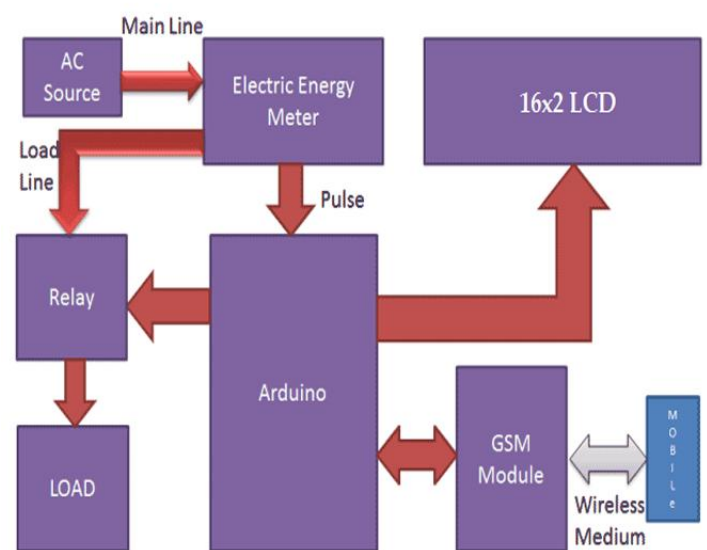 Main Line
AC
Source
Electric Energy
Meter
16x2 LCD
Load
Line
Pulse
Relay
Arduino
LOAD
GSM
Module
M
O
B
I
L
e
Wireless
Medium